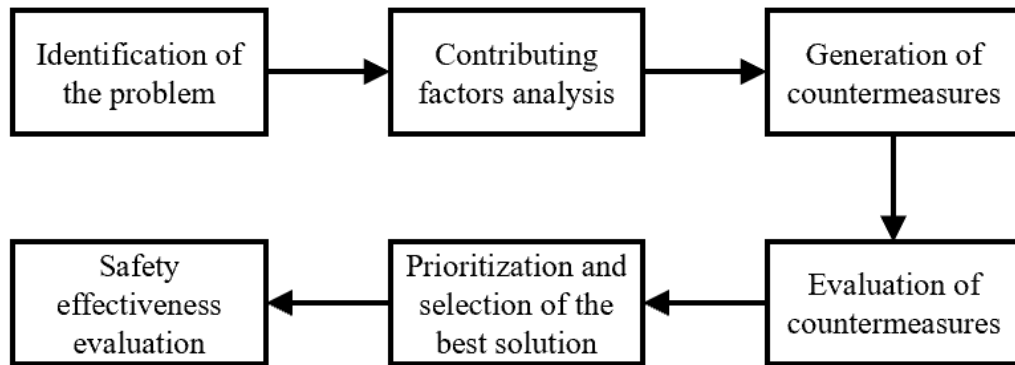 Identification of
the problem
Contributing
factors analysis
Generation of
countermeasures
Evaluation of
countermeasures
Prioritization and
selection of the
best solution
Safety
effectiveness
evaluation